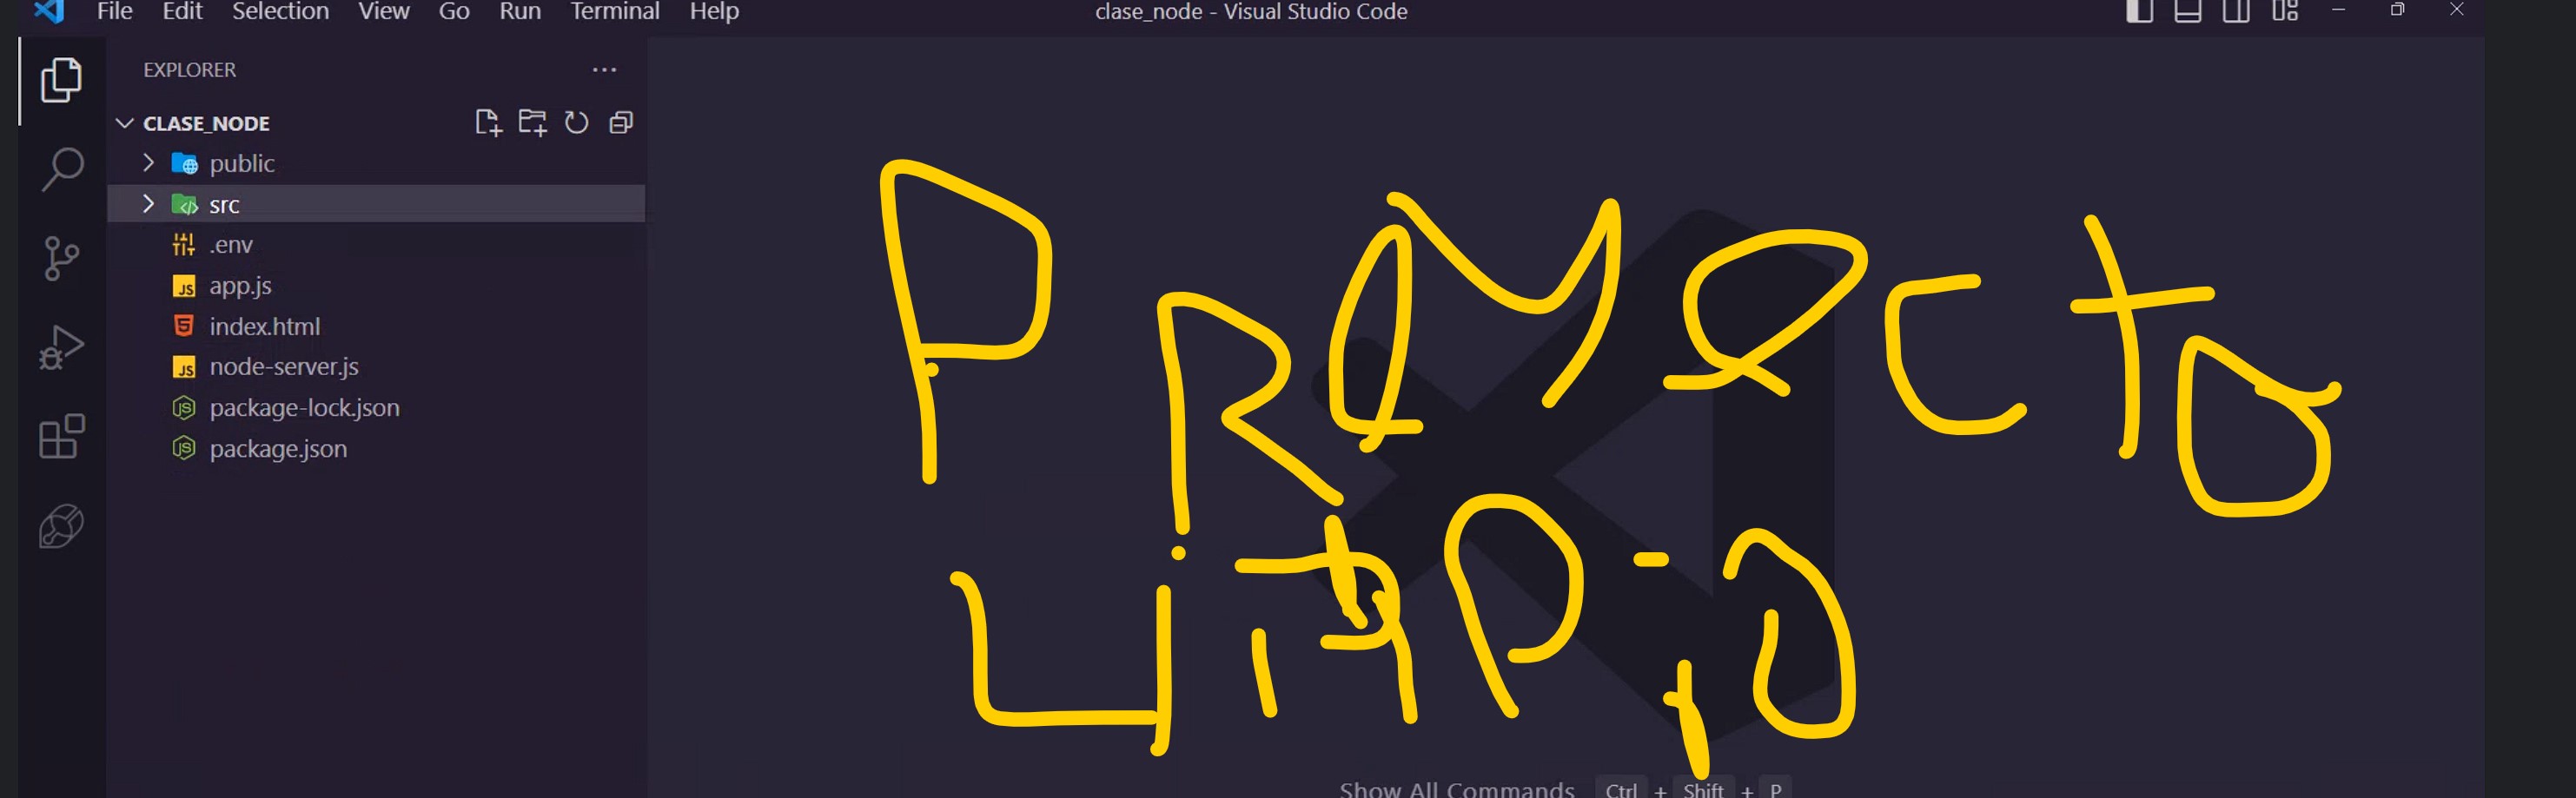 File Edit Selection View Go Run Terminal Help
clase_node - Visual Studio Code
EXPLORER
CLASE_NODE
public
src
.env
app.js
index.html
node-server.js
package-lock.json
package.json
PROYECTO
Show All Commands Ctrl + Shift + P